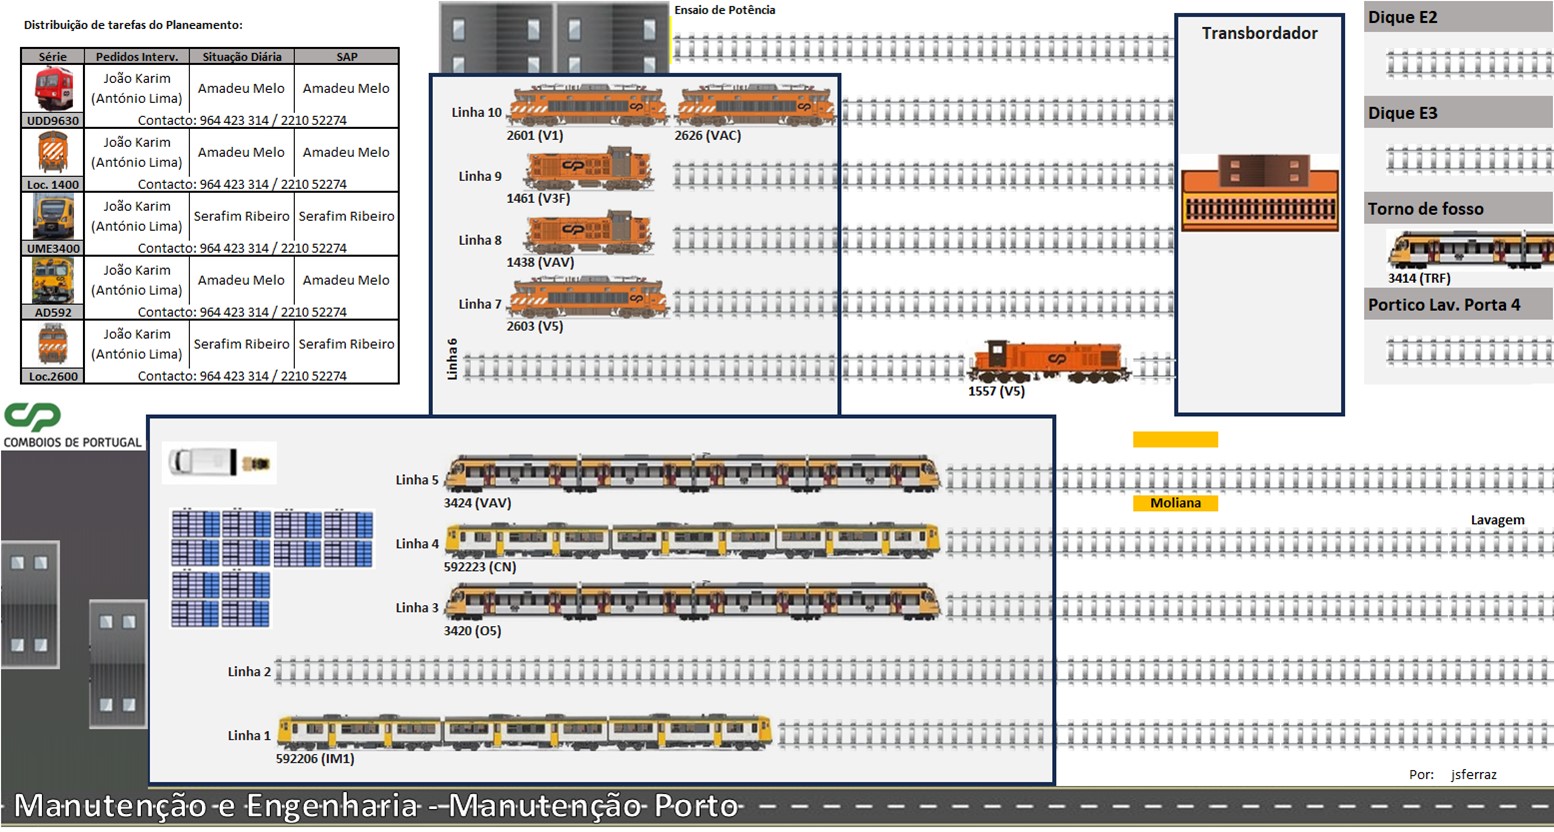 Distribuição de tarefas do Planeamento:
Série Pedidos Interv. Situação Diária SAP
João Karim
(António Lima) Amadeu Melo Amadeu Melo
UDD9630 Contacto: 964 423 314 / 2210 52274
João Karim
(António Lima) Amadeu Melo Amadeu Melo
Loc. 1400 Contacto: 964 423 314 / 2210 52274
João Karim
(António Lima) Serafim Ribeiro Serafim Ribeiro
UME3400 Contacto: 964 423 314 / 2210 52274
João Karim
(António Lima) Amadeu Melo Amadeu Melo
AD592 Contacto: 964 423 314 / 2210 52274
João Karim
(António Lima) Serafim Ribeiro Serafim Ribeiro
Loc.2600 Contacto: 964 423 314 / 2210 52274
Ensaio de Potência
Linha 10
2601 (V1) 2626 (VAC)
Linha 9
1461 (V3F)
Linha 8
1438 (VAV)
Linha 7
2603 (V5)
Linha 6
1557 (V5)
Transbordador
Dique E2
Dique E3
Torno de fosso
3414 (TRF)
Portico Lav. Porta 4
CP
COMBOIOS DE PORTUGAL
Linha 5
3424 (VAV)
Moliana
Lavagem
Linha 4
592223 (CN)
Linha 3
3420 (O5)
Linha 2
Linha 1
592206 (IM1)
Por: jsferraz
Manutenção e Engenharia - Manutenção Porto